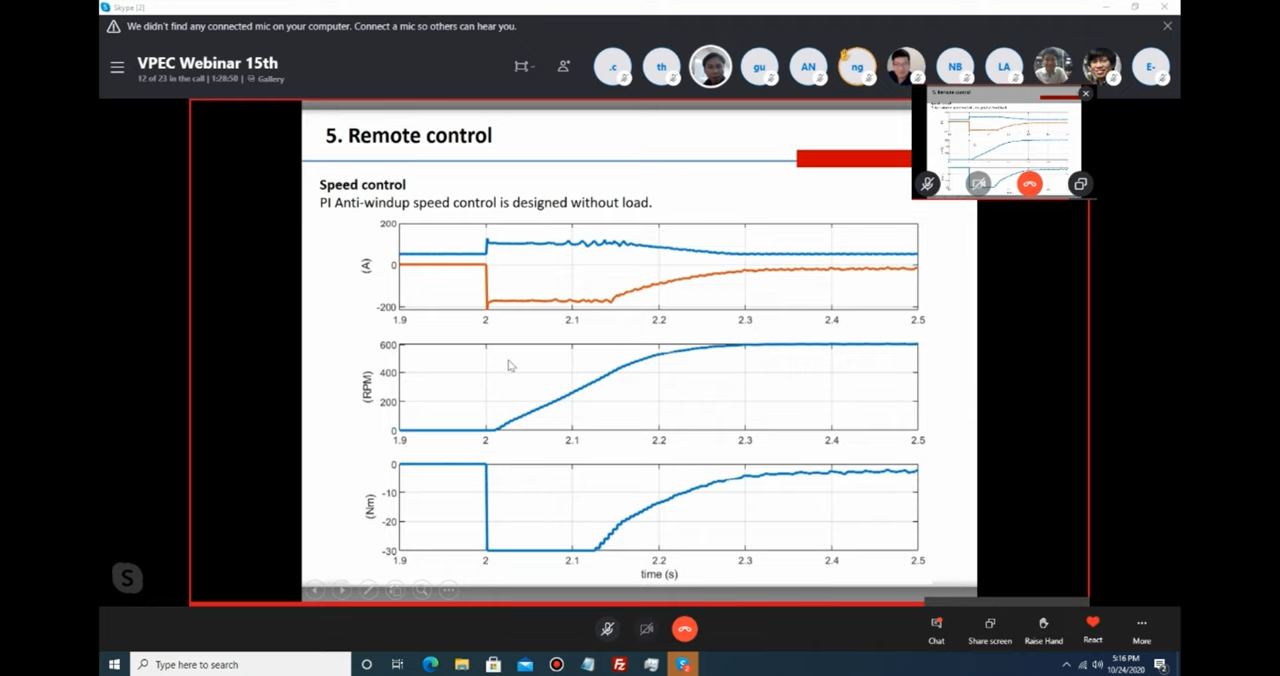 Skype [2]
We didn't find any connected mic on your computer. Connect a mic so others can hear you.
VPEC Webinar 15th
12 of 23 in the call | 1:28:50 | Gallery
.c
th
gu
AN
ng
NB
LA
E-
5. Remote control
5. Remote control
Speed control
PI Anti-windup speed control is designed without load.
200
0
-200
(A)
1.9 2 2.1 2.2 2.3 2.4 2.5
600
400
200
0
(RPM)
1.9 2 2.1 2.2 2.3 2.4 2.5
0
-10
-20
-30
(Nm)
1.9 2 2.1 2.2 2.3 2.4 2.5
time (s)
S
Chat
Share screen
Raise Hand
React
More
Type here to search
5:16 PM
10/24/2020
2